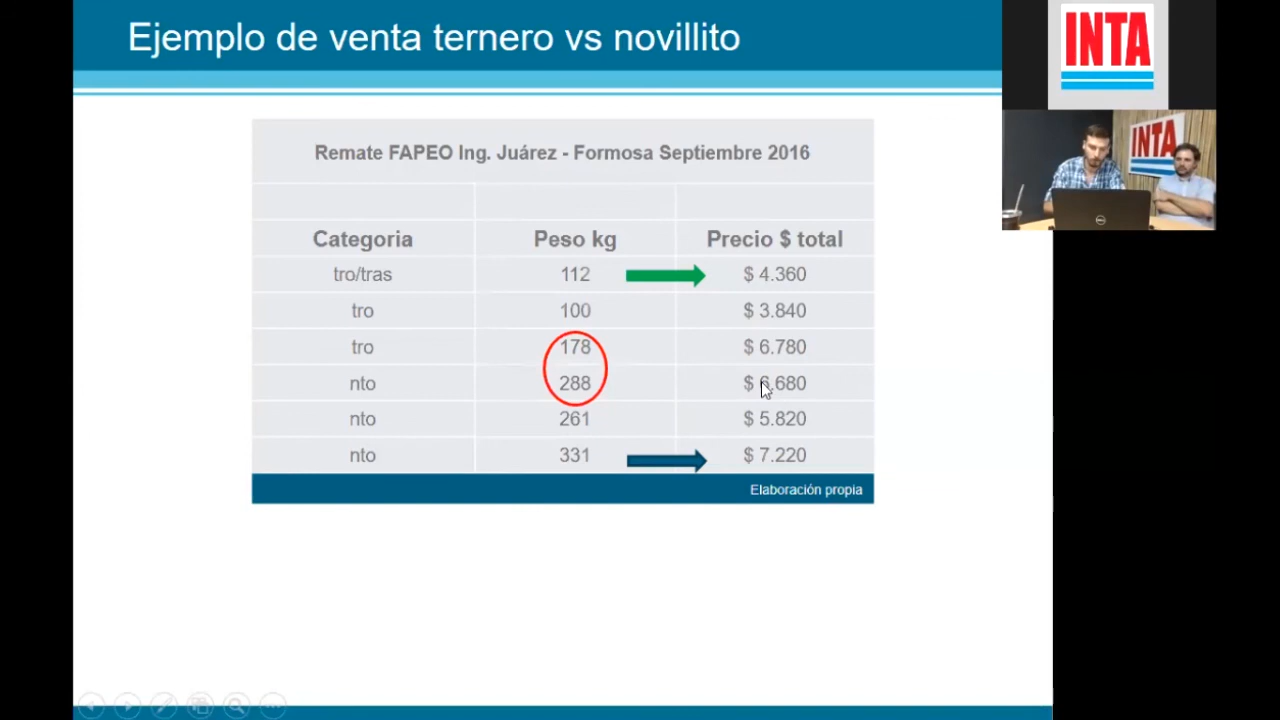 Ejemplo de venta ternero vs novillito
INTA
INTA
Remate FAPEO Ing. Juárez - Formosa Septiembre 2016
Categoria Peso kg Precio $ total
tro/tras 112 $ 4.360
tro 100 $ 3.840
tro 178 $ 6.780
nto 288 $ 6.680
nto 261 $ 5.820
nto 331 $ 7.220
Elaboración propia